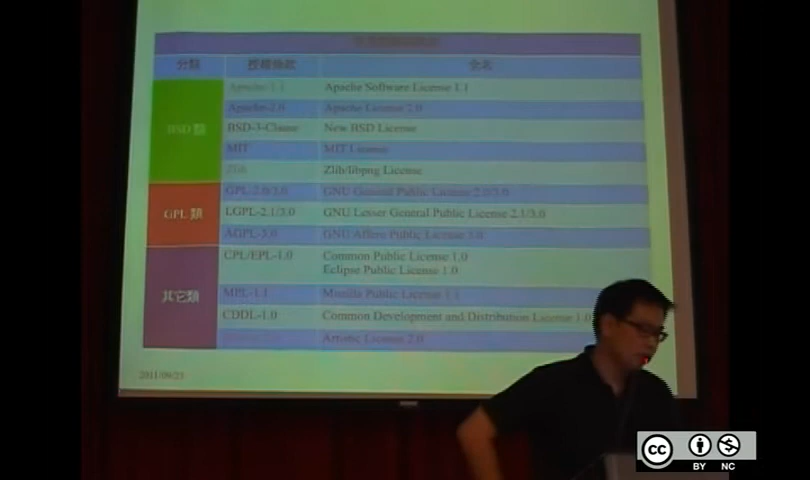 分類 授權條款 全名
BSD 類
Apache-1.1 Apache Software License 1.1
Apache-2.0 Apache License 2.0
BSD-3-Clause New BSD License
MIT MIT License
Zlib Zlib/libpng License
GPL 類
GPL-2.0/3.0 GNU General Public License 2.0/3.0
LGPL-2.1/3.0 GNU Lesser General Public License 2.1/3.0
AGPL-3.0 GNU Affero Public License 3.0
其它類
CPL/EPL-1.0 Common Public License 1.0
Eclipse Public License 1.0
MPL-1.1 Mozilla Public License 1.1
CDDL-1.0 Common Development and Distribution License 1.0
Artistic License 2.0
2011/09/23
cc
BY NC